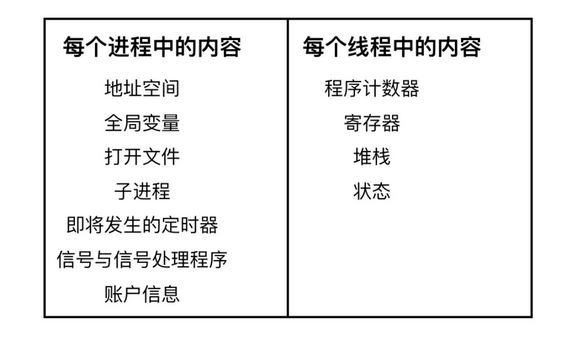 每个进程中的内容
地址空间
全局变量
打开文件
子进程
即将发生的定时器
信号与信号处理程序
账户信息
每个线程中的内容
程序计数器
寄存器
堆栈
状态